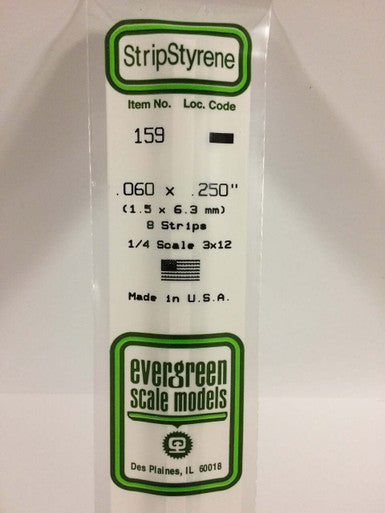 StripStyrene
Item No. Loc. Code
159
.060 x .250"
(1.5 x 6.3 mm)
8 Strips
1/4 Scale 3x12
Made in U.S.A.
evergreen
scale models
Des Plaines, IL 60018